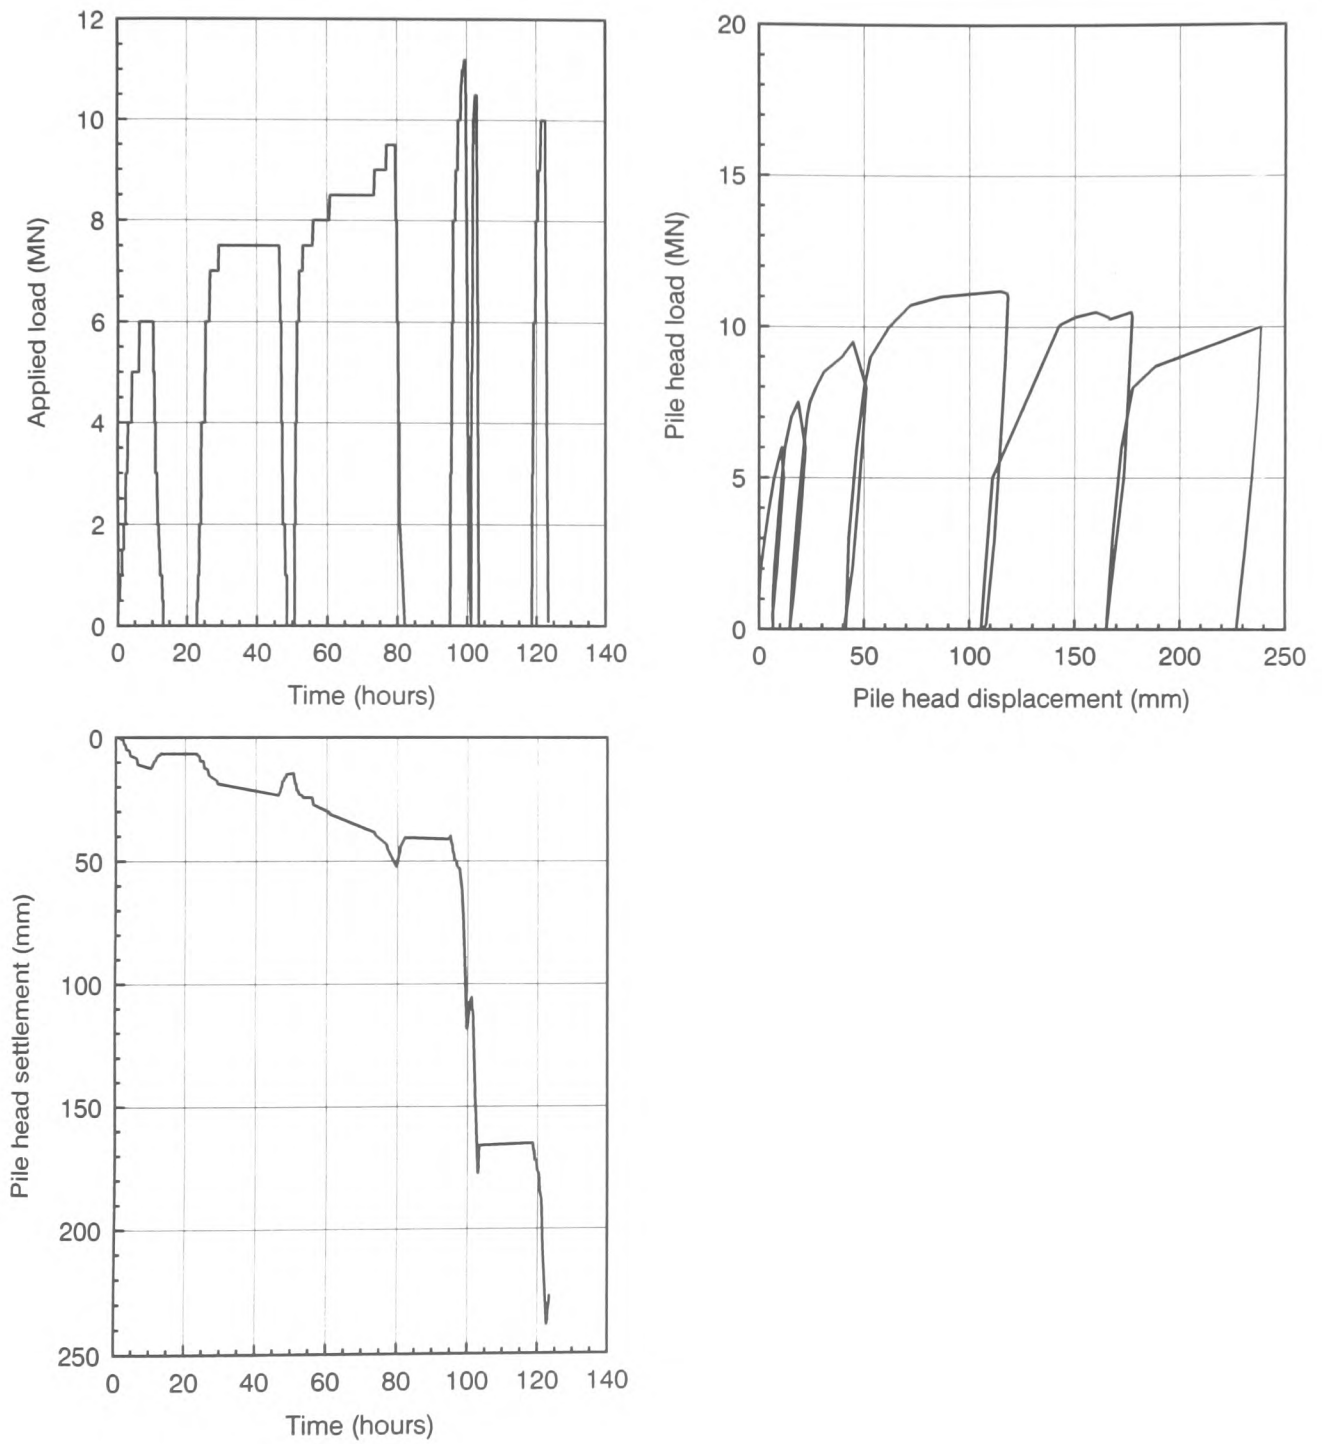 12
10
8
6
4
2
0
Applied load (MN)
0 20 40 60 80 100 120 140
Time (hours)
20
15
10
5
0
Pile head load (MN)
0 50 100 150 200 250
Pile head displacement (mm)
0
50
100
150
200
250
Pile head settlement (mm)
0 20 40 60 80 100 120 140
Time (hours)